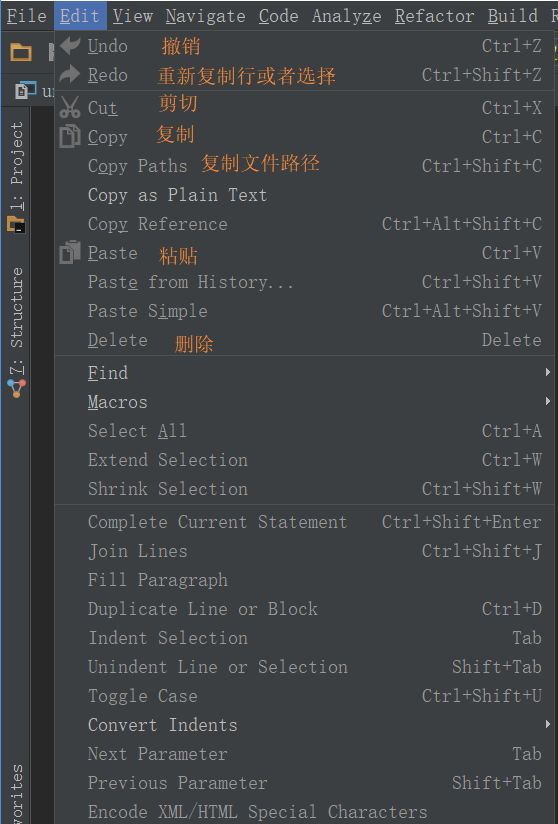 File Edit View Navigate Code Analyze Refactor Build
Undo 撤销 Ctrl+Z
Redo 重新复制行或者选择 Ctrl+Shift+Z
Cut 剪切 Ctrl+X
Copy 复制 Ctrl+C
Copy Paths 复制文件路径 Ctrl+Shift+C
Copy as Plain Text
Copy Reference Ctrl+Alt+Shift+C
Paste 粘贴 Ctrl+V
Paste from History... Ctrl+Shift+V
Paste Simple Ctrl+Alt+Shift+V
Delete 删除 Delete
Find
Macros
Select All Ctrl+A
Extend Selection Ctrl+W
Shrink Selection Ctrl+Shift+W
Complete Current Statement Ctrl+Shift+Enter
Join Lines Ctrl+Shift+J
Fill Paragraph
Duplicate Line or Block Ctrl+D
Indent Selection Tab
Unindent Line or Selection Shift+Tab
Toggle Case Ctrl+Shift+U
Convert Indents
Next Parameter Tab
Previous Parameter Shift+Tab
Encode XML/HTML Special Characters
1: Project
7: Structure
vorites